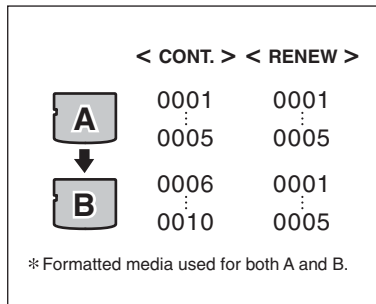 < CONT. > < RENEW >
A 0001 0001
⋮ ⋮
0005 0005
B 0006 0001
⋮ ⋮
0010 0005
* Formatted media used for both A and B.